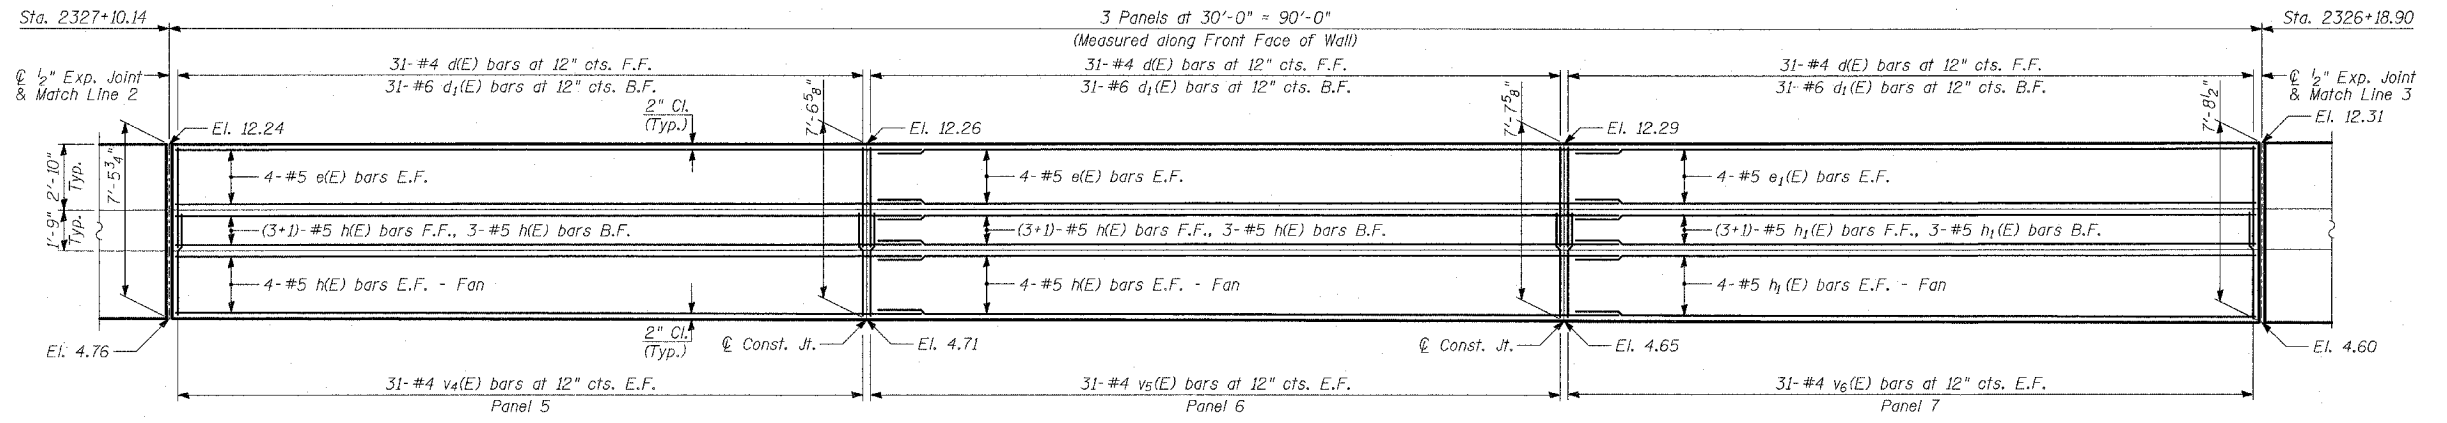 Sta. 2327+10.14
3 Panels at 30'-0" = 90'-0"
Sta. 2326+18.90
(Measured along Front Face of Wall)
℄ ½" Exp. Joint
& Match Line 2
31-#4 d(E) bars at 12" cts. F.F.
31-#6 d₁(E) bars at 12" cts. B.F.
31-#4 d(E) bars at 12" cts. F.F.
31-#6 d₁(E) bars at 12" cts. B.F.
31-#4 d(E) bars at 12" cts. F.F.
31-#6 d₁(E) bars at 12" cts. B.F.
℄ ½" Exp. Joint
& Match Line 3
2" Cl.
(Typ.)
7'-6⅝"
7'-7⅝"
7'-8½"
El. 12.24
El. 12.26
El. 12.29
El. 12.31
2'-10"
Typ.
7'-5¾"
1'-9"
Typ.
4-#5 e(E) bars E.F.
4-#5 e(E) bars E.F.
4-#5 e₁(E) bars E.F.
(3+1)-#5 h(E) bars F.F., 3-#5 h(E) bars B.F.
(3+1)-#5 h(E) bars F.F., 3-#5 h(E) bars B.F.
(3+1)-#5 h₁(E) bars F.F., 3-#5 h₁(E) bars B.F.
4-#5 h(E) bars E.F. - Fan
4-#5 h(E) bars E.F. - Fan
4-#5 h₁(E) bars E.F. - Fan
El. 4.76
2" Cl.
(Typ.)
℄ Const. Jt.
El. 4.71
℄ Const. Jt.
El. 4.65
El. 4.60
31-#4 v₄(E) bars at 12" cts. E.F.
31-#4 v₅(E) bars at 12" cts. E.F.
31-#4 v₆(E) bars at 12" cts. E.F.
Panel 5
Panel 6
Panel 7